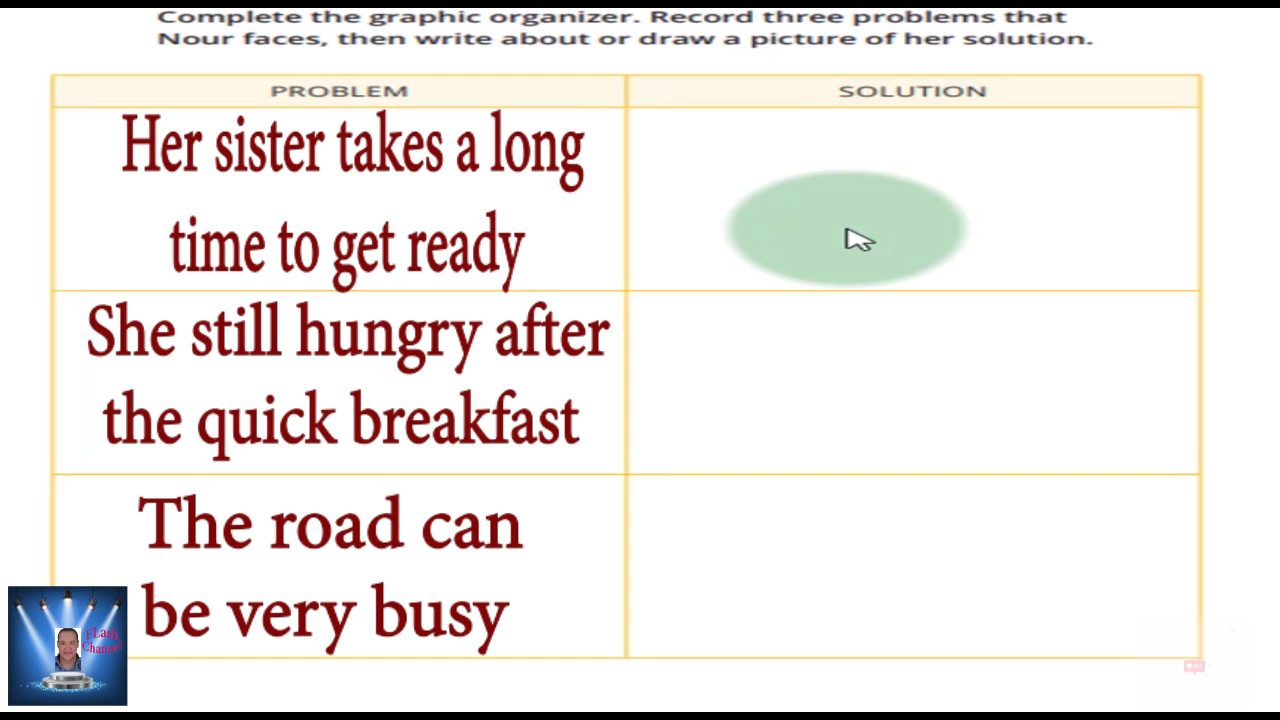 Complete the graphic organizer. Record three problems that
Nour faces, then write about or draw a picture of her solution.
PROBLEM
SOLUTION
Her sister takes a long
time to get ready
She still hungry after
the quick breakfast
The road can
be very busy
FLash
Channel